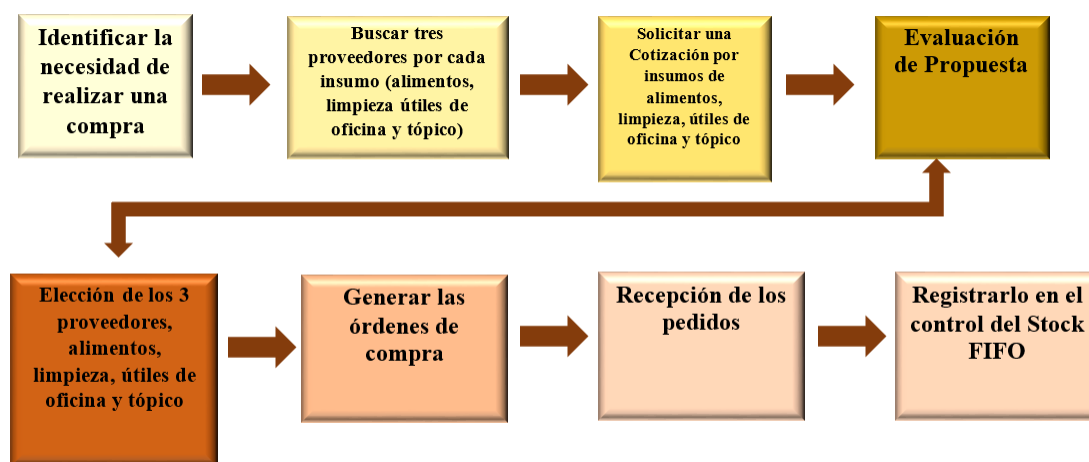 Identificar la
necesidad de
realizar una
compra
Buscar tres
proveedores por cada
insumo (alimentos,
limpieza útiles de
oficina y tópico)
Solicitar una
Cotización por
insumos de
alimentos,
limpieza, útiles de
oficina y tópico
Evaluación
de Propuesta
Elección de los 3
proveedores,
alimentos,
limpieza, útiles de
oficina y tópico
Generar las
órdenes de
compra
Recepción de los
pedidos
Registrarlo en el
control del Stock
FIFO